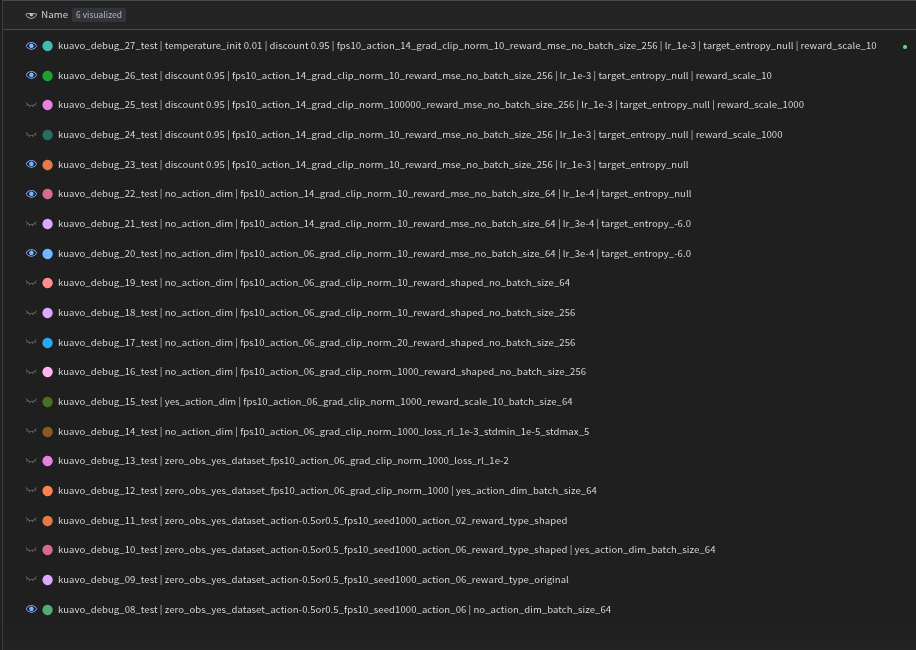 Name 6 visualized
kuavo_debug_27_test | temperature_init 0.01 | discount 0.95 | fps10_action_14_grad_clip_norm_10_reward_mse_no_batch_size_256 | lr_1e-3 | target_entropy_null | reward_scale_10
kuavo_debug_26_test | discount 0.95 | fps10_action_14_grad_clip_norm_10_reward_mse_no_batch_size_256 | lr_1e-3 | target_entropy_null | reward_scale_10
kuavo_debug_25_test | discount 0.95 | fps10_action_14_grad_clip_norm_100000_reward_mse_no_batch_size_256 | lr_1e-3 | target_entropy_null | reward_scale_1000
kuavo_debug_24_test | discount 0.95 | fps10_action_14_grad_clip_norm_10_reward_mse_no_batch_size_256 | lr_1e-3 | target_entropy_null | reward_scale_1000
kuavo_debug_23_test | discount 0.95 | fps10_action_14_grad_clip_norm_10_reward_mse_no_batch_size_256 | lr_1e-3 | target_entropy_null
kuavo_debug_22_test | no_action_dim | fps10_action_14_grad_clip_norm_10_reward_mse_no_batch_size_64 | lr_1e-4 | target_entropy_null
kuavo_debug_21_test | no_action_dim | fps10_action_14_grad_clip_norm_10_reward_mse_no_batch_size_64 | lr_3e-4 | target_entropy_-6.0
kuavo_debug_20_test | no_action_dim | fps10_action_06_grad_clip_norm_10_reward_mse_no_batch_size_64 | lr_3e-4 | target_entropy_-6.0
kuavo_debug_19_test | no_action_dim | fps10_action_06_grad_clip_norm_10_reward_shaped_no_batch_size_64
kuavo_debug_18_test | no_action_dim | fps10_action_06_grad_clip_norm_10_reward_shaped_no_batch_size_256
kuavo_debug_17_test | no_action_dim | fps10_action_06_grad_clip_norm_20_reward_shaped_no_batch_size_256
kuavo_debug_16_test | no_action_dim | fps10_action_06_grad_clip_norm_1000_reward_shaped_no_batch_size_256
kuavo_debug_15_test | yes_action_dim | fps10_action_06_grad_clip_norm_1000_reward_scale_10_batch_size_64
kuavo_debug_14_test | no_action_dim | fps10_action_06_grad_clip_norm_1000_loss_rl_1e-3_stdmin_1e-5_stdmax_5
kuavo_debug_13_test | zero_obs_yes_dataset_fps10_action_06_grad_clip_norm_1000_loss_rl_1e-2
kuavo_debug_12_test | zero_obs_yes_dataset_fps10_action_06_grad_clip_norm_1000 | yes_action_dim_batch_size_64
kuavo_debug_11_test | zero_obs_yes_dataset_action-0.5or0.5_fps10_seed1000_action_02_reward_type_shaped
kuavo_debug_10_test | zero_obs_yes_dataset_action-0.5or0.5_fps10_seed1000_action_06_reward_type_shaped | yes_action_dim_batch_size_64
kuavo_debug_09_test | zero_obs_yes_dataset_action-0.5or0.5_fps10_seed1000_action_06_reward_type_original
kuavo_debug_08_test | zero_obs_yes_dataset_action-0.5or0.5_fps10_seed1000_action_06 | no_action_dim_batch_size_64